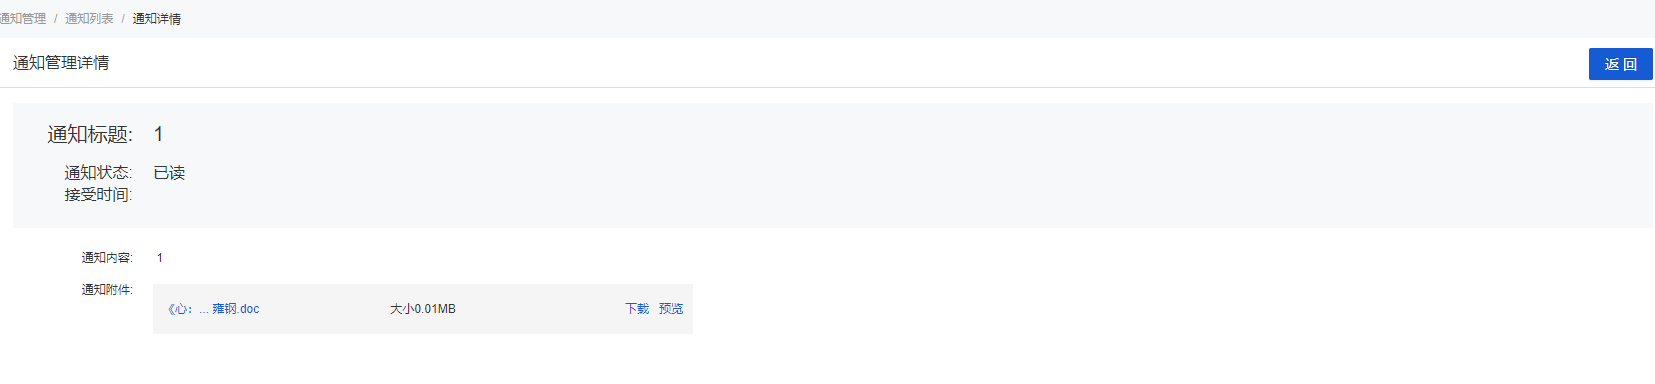 通知管理 / 通知列表 / 通知详情
通知管理详情
返 回
通知标题: 1
通知状态: 已读
接受时间:
通知内容: 1
通知附件:
《心：... 雍钢.doc 大小0.01MB 下载 预览